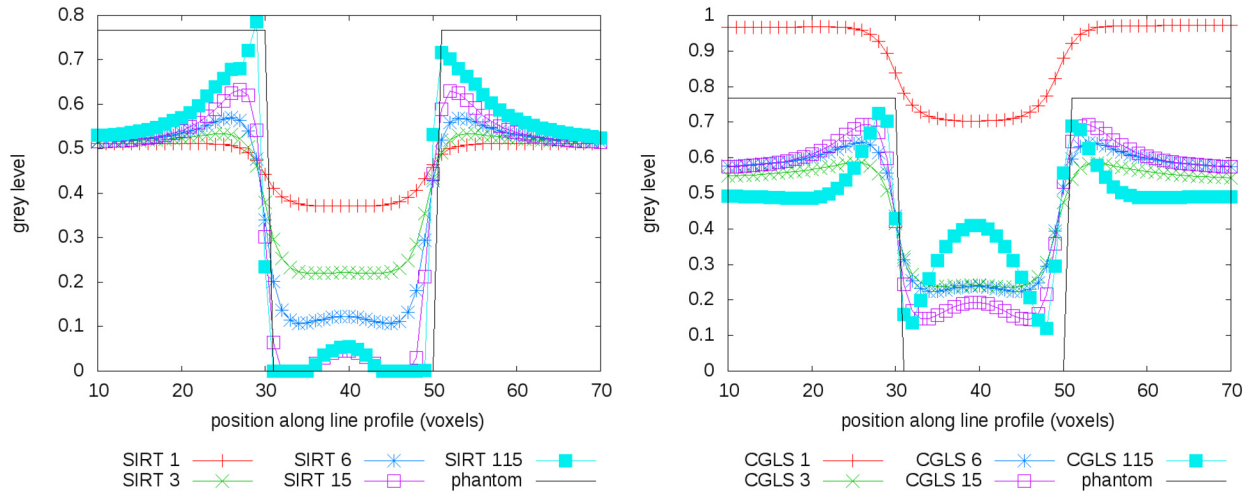 0.8
0.7
0.6
0.5
0.4
0.3
0.2
0.1
0
grey level
10 20 30 40 50 60 70
position along line profile (voxels)
SIRT 1 SIRT 6 SIRT 115
SIRT 3 SIRT 15 phantom
1
0.9
0.8
0.7
0.6
0.5
0.4
0.3
0.2
0.1
0
grey level
10 20 30 40 50 60 70
position along line profile (voxels)
CGLS 1 CGLS 6 CGLS 115
CGLS 3 CGLS 15 phantom